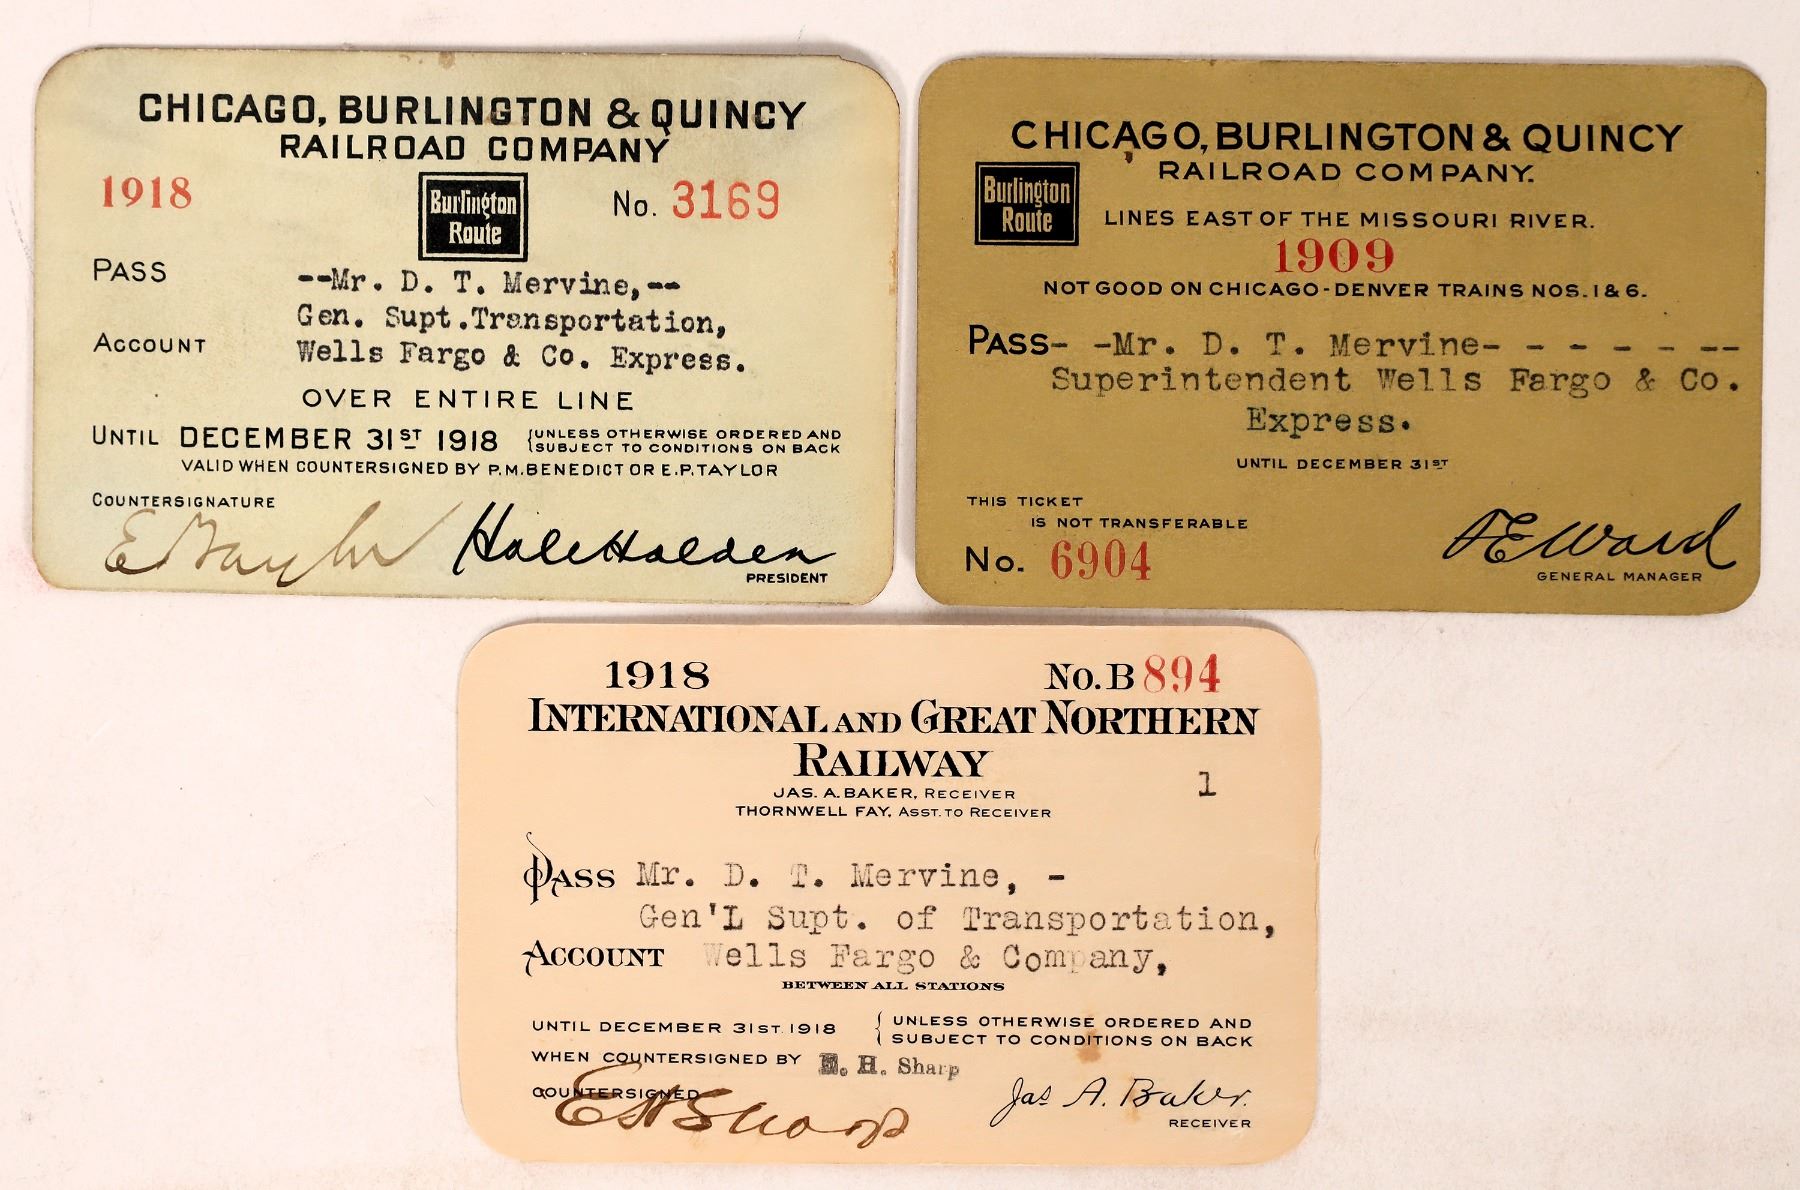 CHICAGO, BURLINGTON & QUINCY
RAILROAD COMPANY
1918
Burlington
Route
No. 3169
PASS
--Mr. D. T. Mervine,--
Gen. Supt.Transportation,
ACCOUNT
Wells Fargo & Co. Express.
OVER ENTIRE LINE
UNTIL DECEMBER 31ST 1918 {UNLESS OTHERWISE ORDERED AND
SUBJECT TO CONDITIONS ON BACK
VALID WHEN COUNTERSIGNED BY P.M. BENEDICT OR E.P. TAYLOR
COUNTERSIGNATURE
E P Taylor
Hale Holden
PRESIDENT
CHICAGO, BURLINGTON & QUINCY
RAILROAD COMPANY.
Burlington
Route
LINES EAST OF THE MISSOURI RIVER.
1909
NOT GOOD ON CHICAGO-DENVER TRAINS NOS. 1 & 6.
PASS- -Mr. D. T. Mervine- - - - - - --
Superintendent Wells Fargo & Co.
Express.
UNTIL DECEMBER 31ST
THIS TICKET
IS NOT TRANSFERABLE
No. 6904
F E Ward
GENERAL MANAGER
1918
No. B 894
INTERNATIONAL AND GREAT NORTHERN
RAILWAY
1
JAS. A. BAKER, RECEIVER
THORNWELL FAY, ASST. TO RECEIVER
PASS Mr. D. T. Mervine, -
Gen'L Supt. of Transportation,
ACCOUNT Wells Fargo & Company,
BETWEEN ALL STATIONS
UNTIL DECEMBER 31ST. 1918 {UNLESS OTHERWISE ORDERED AND
SUBJECT TO CONDITIONS ON BACK
WHEN COUNTERSIGNED BY E. H. Sharp
COUNTERSIGNED
E H Sharp
Jas A. Baker.
RECEIVER